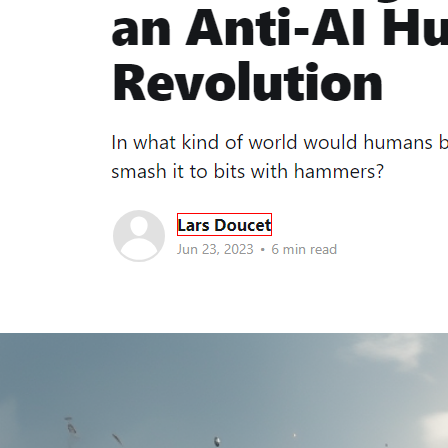 an Anti-AI Hu
Revolution
In what kind of world would humans b
smash it to bits with hammers?
Lars Doucet
Jun 23, 2023 • 6 min read